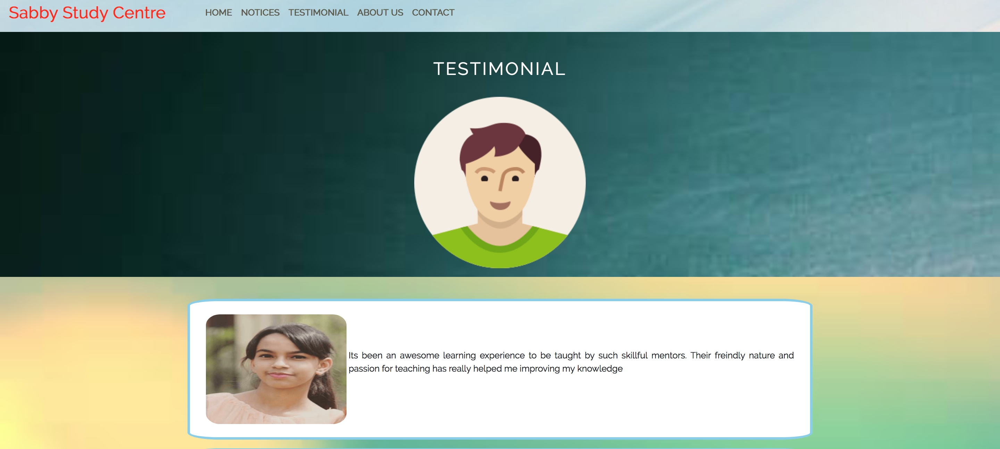 Sabby Study Centre
HOME NOTICES TESTIMONIAL ABOUT US CONTACT
TESTIMONIAL
Its been an awesome learning experience to be taught by such skillful mentors. Their freindly nature and
passion for teaching has really helped me improving my knowledge